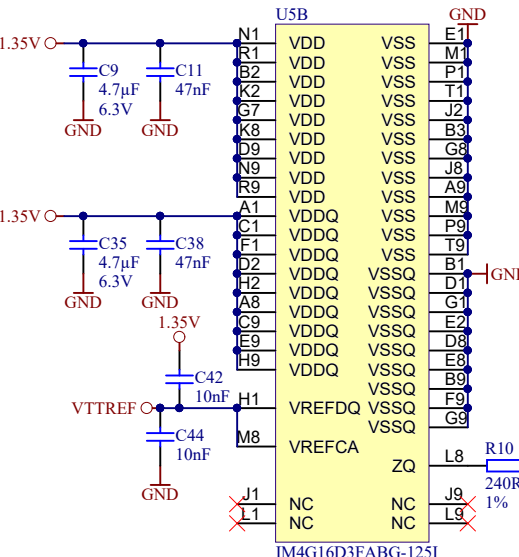 U5B
GND
1.35V
C9
4.7µF
6.3V
GND
C11
47nF
GND
N1 VDD VSS E1
R1 VDD VSS M1
B2 VDD VSS P1
K2 VDD VSS T1
G7 VDD VSS J2
K8 VDD VSS B3
D9 VDD VSS G8
N9 VDD VSS J8
R9 VDD VSS A9
1.35V
A1 VDDQ VSS M9
C1 VDDQ VSS P9
F1 VDDQ VSS T9
D2 VDDQ VSSQ B1
GND
H2 VDDQ VSSQ D1
A8 VDDQ VSSQ G1
C9 VDDQ VSSQ E2
E9 VDDQ VSSQ D8
H9 VDDQ VSSQ E8
VSSQ B9
C35
4.7µF
6.3V
GND
C38
47nF
GND
1.35V
C42
10nF
VTTREF
H1 VREFDQ VSSQ F9
VSSQ G9
C44
10nF
GND
M8 VREFCA
ZQ L8
R10
240R
1%
J1 NC NC J9
L1 NC NC L9
IM4G16D3FABG-125I